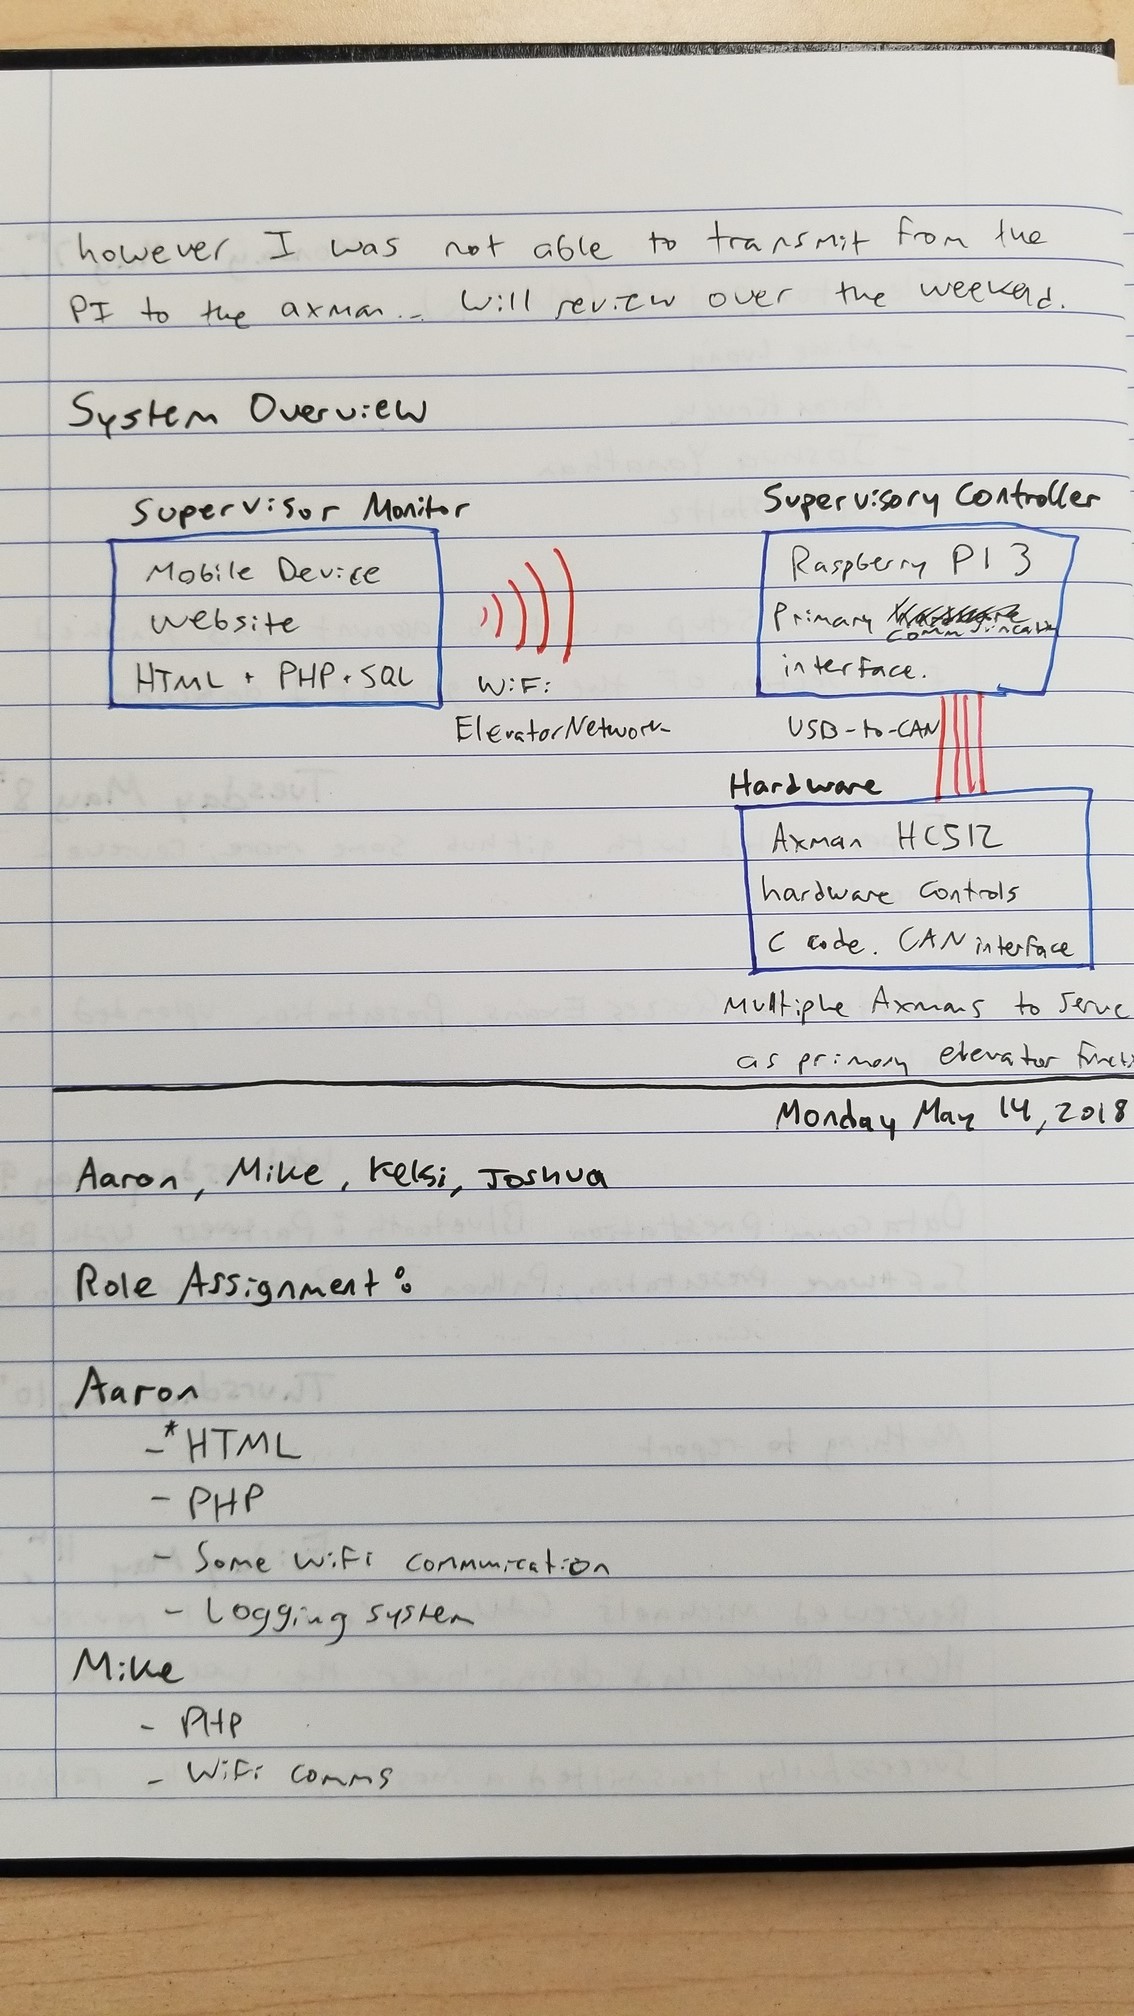 however I was not able to transmit from the
PI to the axman... Will review over the weekend.
System Overview
Supervisor Monitor
Mobile Device
website
HTML + PHP + SQL
WiFi:
ElevatorNetwork
Supervisory Controller
Raspberry PI 3
Primary
interface.
USB-to-CAN
Hardware
Axman HCS12
hardware controls
C code. CAN interface
Multiple Axmans to serve
as primary elevator
Monday May 14, 2018
Aaron, Mike, Kelsi, Joshua
Role Assignment:
Aaron
-* HTML
- PHP
- Some WiFi communication
- Logging system
Mike
- PHP
- WiFi comms